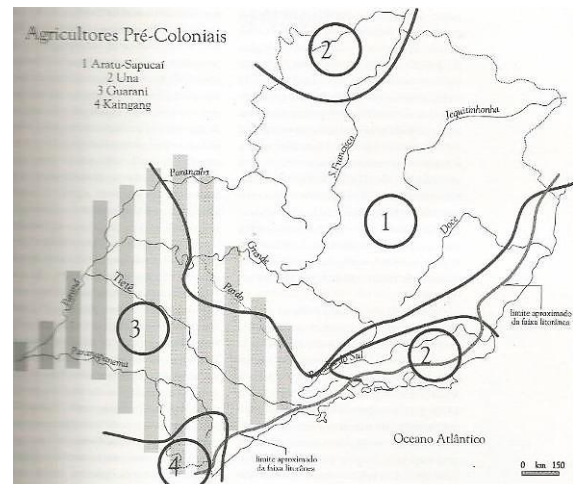 Agricultores Pré-Coloniais
1 Aratu-Sapucaí
2 Una
3 Guarani
4 Kaingang
2
Jequitinhonha
S. Francisco
Paranaíba
1
Doce
Grande
Pardo
Tietê
Paraná
3
limite aproximado
da faixa litorânea
do Sul
2
Paranapanema
4
limite aproximado
da faixa litorânea
Oceano Atlântico
0 km 150